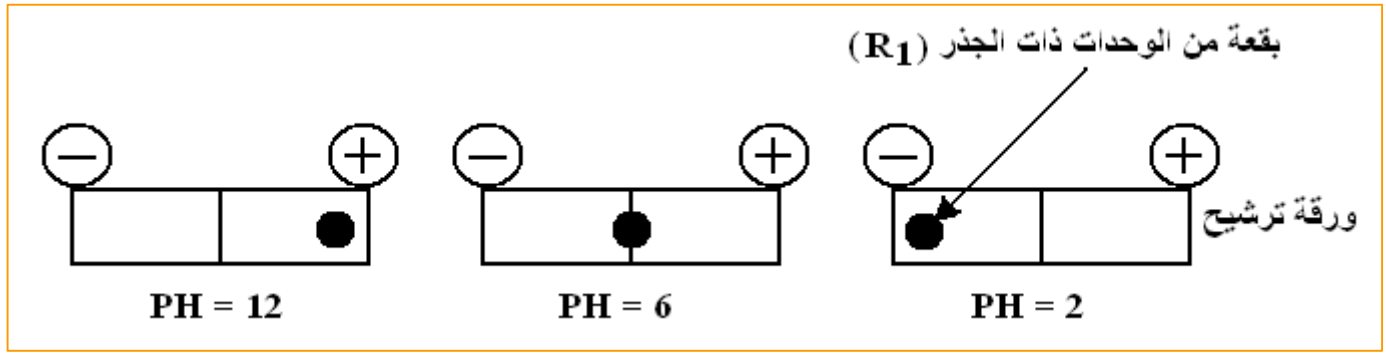 بقعة من الوحدات ذات الجذر (R1)
− + − + − +
ورقة ترشيح
PH = 12 PH = 6 PH = 2